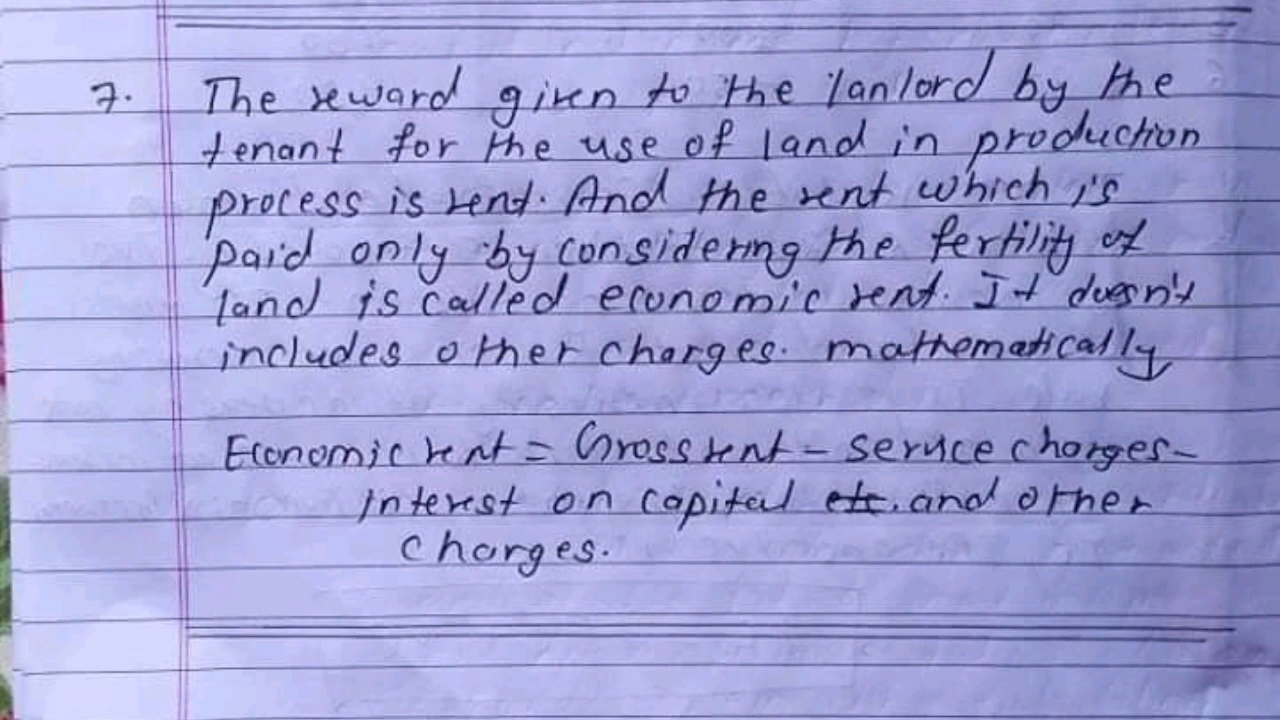 7. The reward given to the lanlord by the
tenant for the use of land in production
process is rent. And the rent which is
paid only by considering the fertility of
land is called economic rent. It doesn't
includes other charges. mathematically
Economic rent = Gross rent - service charges -
interest on capital etc. and other
charges.